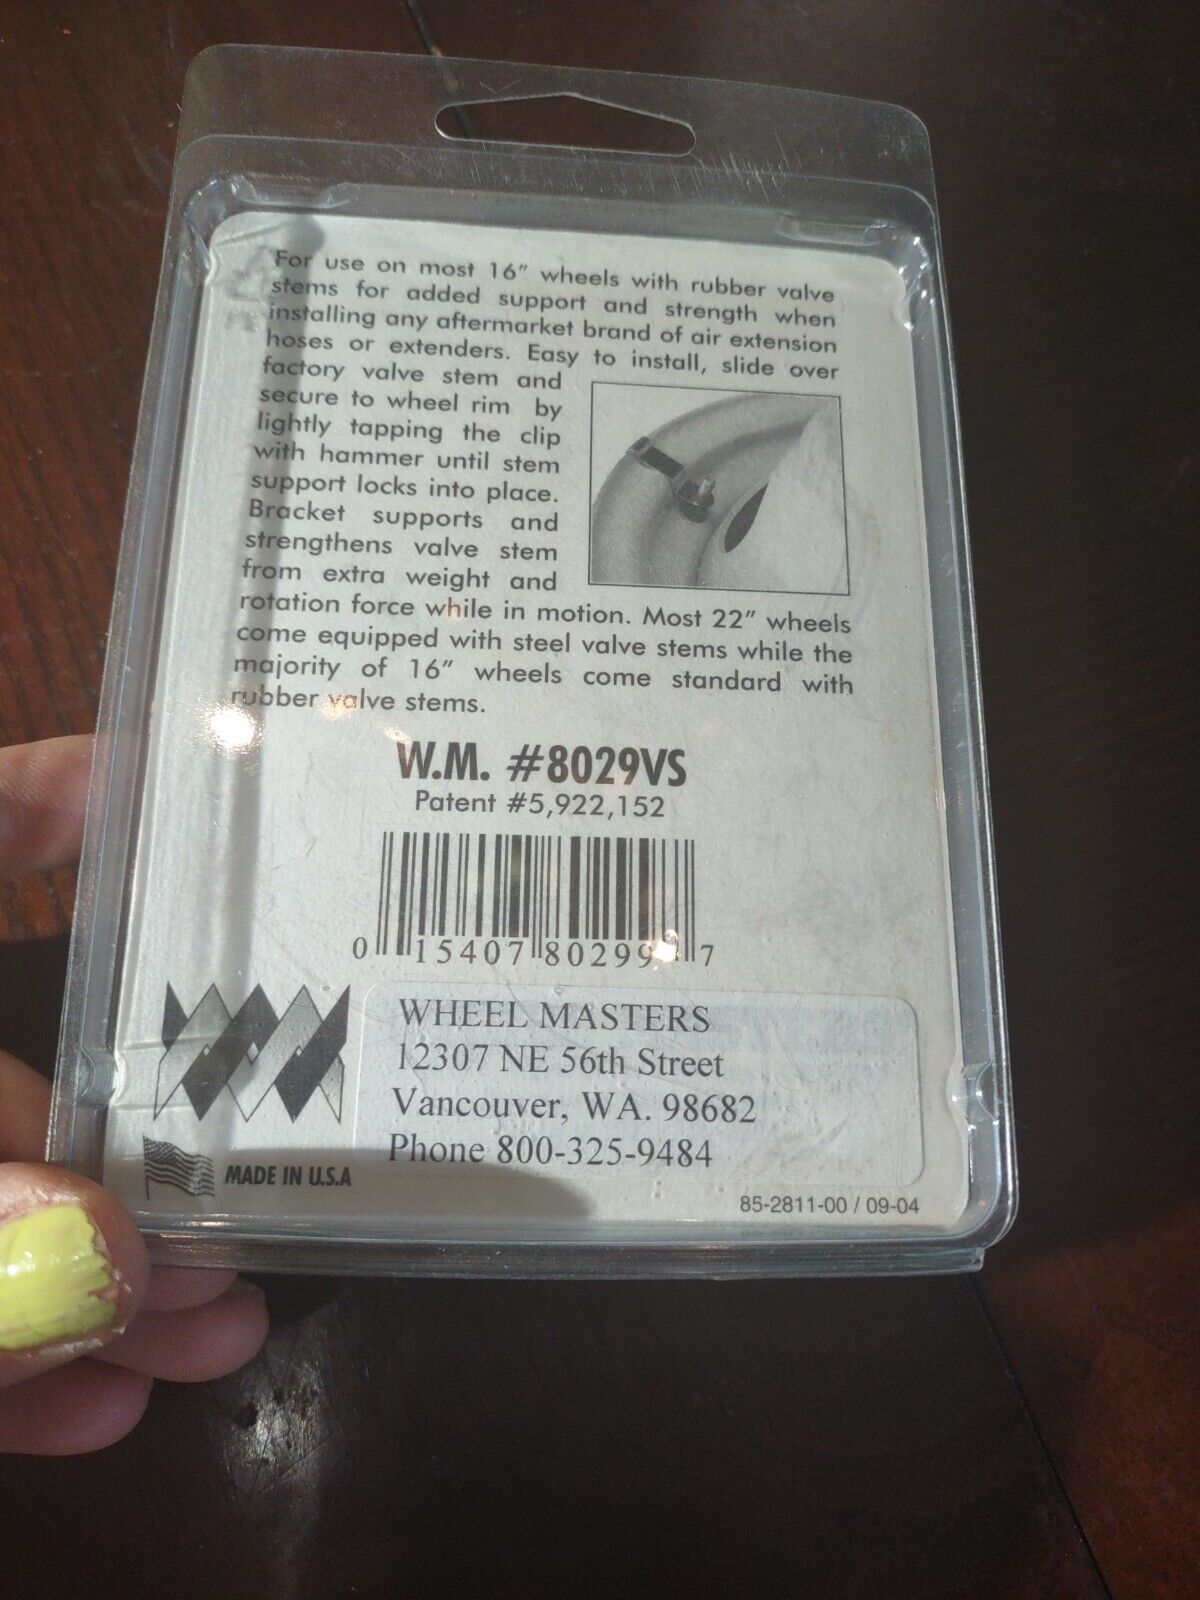 For use on most 16" wheels with rubber valve
stems for added support and strength when
installing any aftermarket brand of air extension
hoses or extenders. Easy to install, slide over
factory valve stem and
secure to wheel rim by
lightly tapping the clip
with hammer until stem
support locks into place.
Bracket supports and
strengthens valve stem
from extra weight and
rotation force while in motion. Most 22" wheels
come equipped with steel valve stems while the
majority of 16" wheels come standard with
rubber valve stems.
W.M. #8029VS
Patent #5,922,152
0 15407 80299 7
WHEEL MASTERS
12307 NE 56th Street
Vancouver, WA. 98682
Phone 800-325-9484
MADE IN U.S.A
85-2811-00 / 09-04